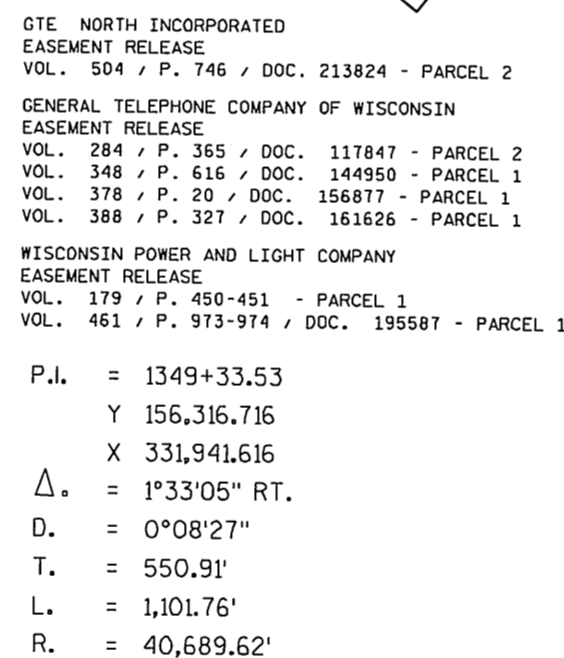 GTE NORTH INCORPORATED
EASEMENT RELEASE
VOL. 504 / P. 746 / DOC. 213824 - PARCEL 2
GENERAL TELEPHONE COMPANY OF WISCONSIN
EASEMENT RELEASE
VOL. 284 / P. 365 / DOC. 117847 - PARCEL 2
VOL. 348 / P. 616 / DOC. 144950 - PARCEL 1
VOL. 378 / P. 20 / DOC. 156877 - PARCEL 1
VOL. 388 / P. 327 / DOC. 161626 - PARCEL 1
WISCONSIN POWER AND LIGHT COMPANY
EASEMENT RELEASE
VOL. 179 / P. 450-451 - PARCEL 1
VOL. 461 / P. 973-974 / DOC. 195587 - PARCEL 1
P.I. = 1349+33.53
Y 156,316.716
X 331,941.616
Δ. = 1°33'05" RT.
D. = 0°08'27"
T. = 550.91'
L. = 1,101.76'
R. = 40,689.62'